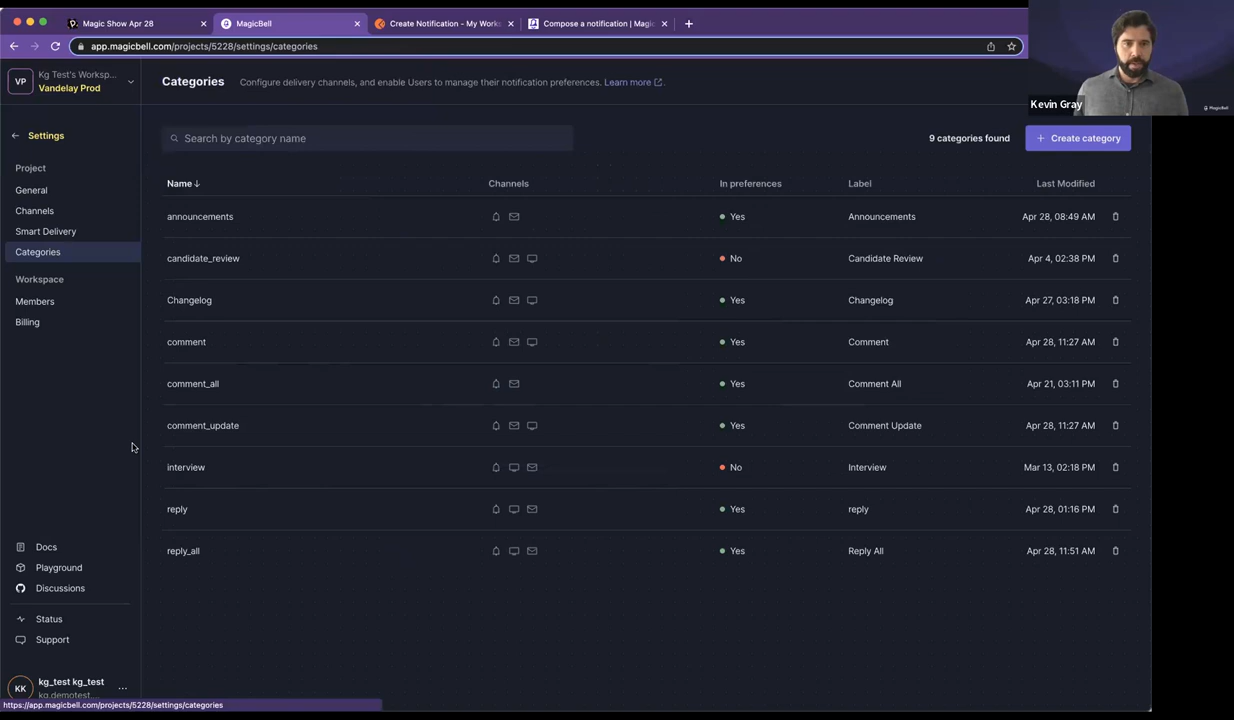 Magic Show Apr 28
MagicBell
Create Notification - My Works
Compose a notification | Magic
app.magicbell.com/projects/5228/settings/categories
Kevin Gray
MagicBell
VP
Kg Test's Worksp...
Vandelay Prod
Categories
Configure delivery channels, and enable Users to manage their notification preferences. Learn more.
Settings
Project
General
Channels
Smart Delivery
Categories
Workspace
Members
Billing
Search by category name
9 categories found
+ Create category
Name Channels In preferences Label Last Modified
announcements Yes Announcements Apr 28, 08:49 AM
candidate_review No Candidate Review Apr 4, 02:38 PM
Changelog Yes Changelog Apr 27, 03:18 PM
comment Yes Comment Apr 28, 11:27 AM
comment_all Yes Comment All Apr 21, 03:11 PM
comment_update Yes Comment Update Apr 28, 11:27 AM
interview No Interview Mar 13, 02:18 PM
reply Yes reply Apr 28, 01:16 PM
reply_all Yes Reply All Apr 28, 11:51 AM
Docs
Playground
Discussions
Status
Support
KK
kg_test kg_test
kg.demotest....
https://app.magicbell.com/projects/5228/settings/categories